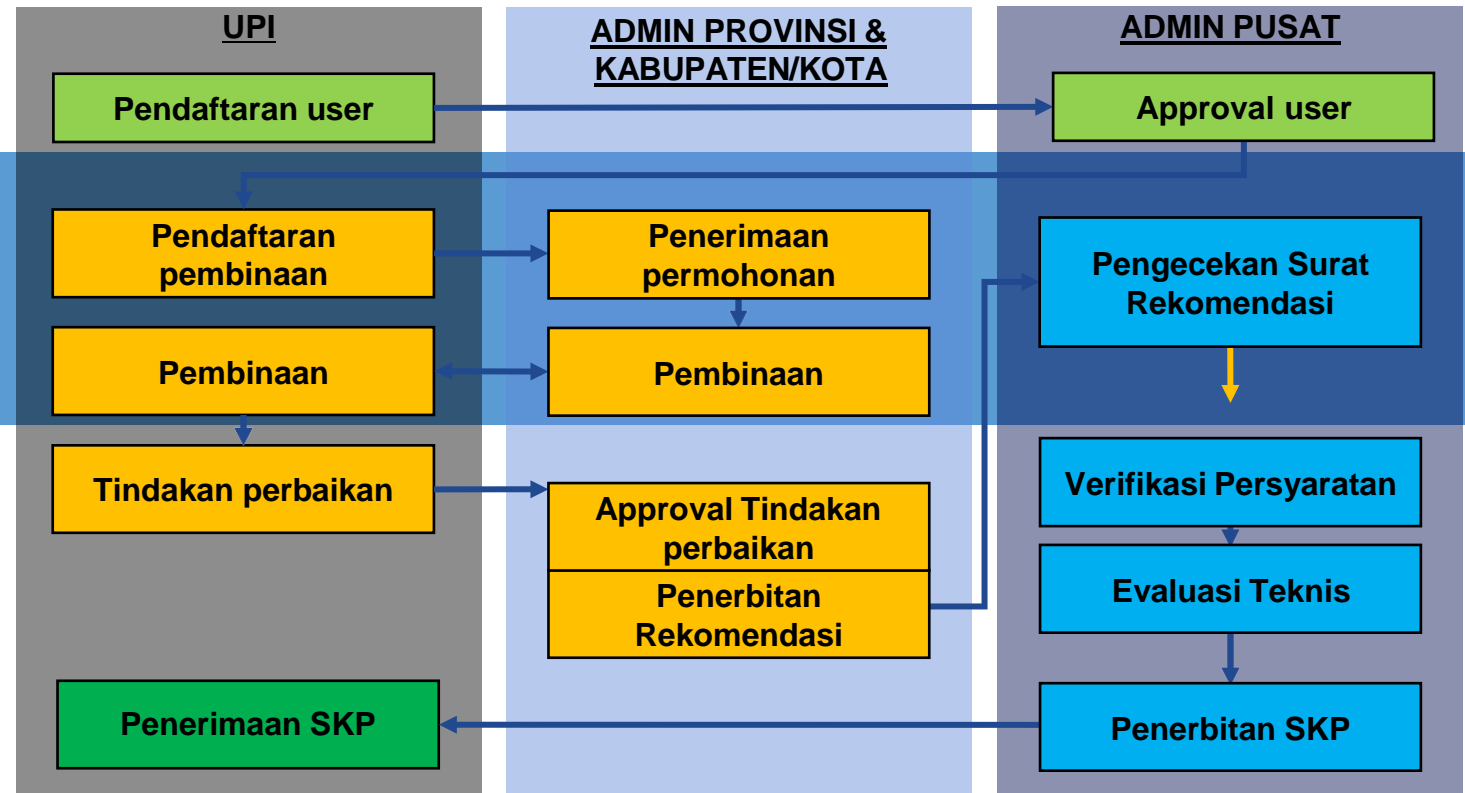 UPI
ADMIN PROVINSI &
KABUPATEN/KOTA
ADMIN PUSAT
Pendaftaran user
Approval user
Pendaftaran
pembinaan
Penerimaan
permohonan
Pengecekan Surat
Rekomendasi
Pembinaan
Pembinaan
Tindakan perbaikan
Approval Tindakan
perbaikan
Penerbitan
Rekomendasi
Verifikasi Persyaratan
Evaluasi Teknis
Penerimaan SKP
Penerbitan SKP